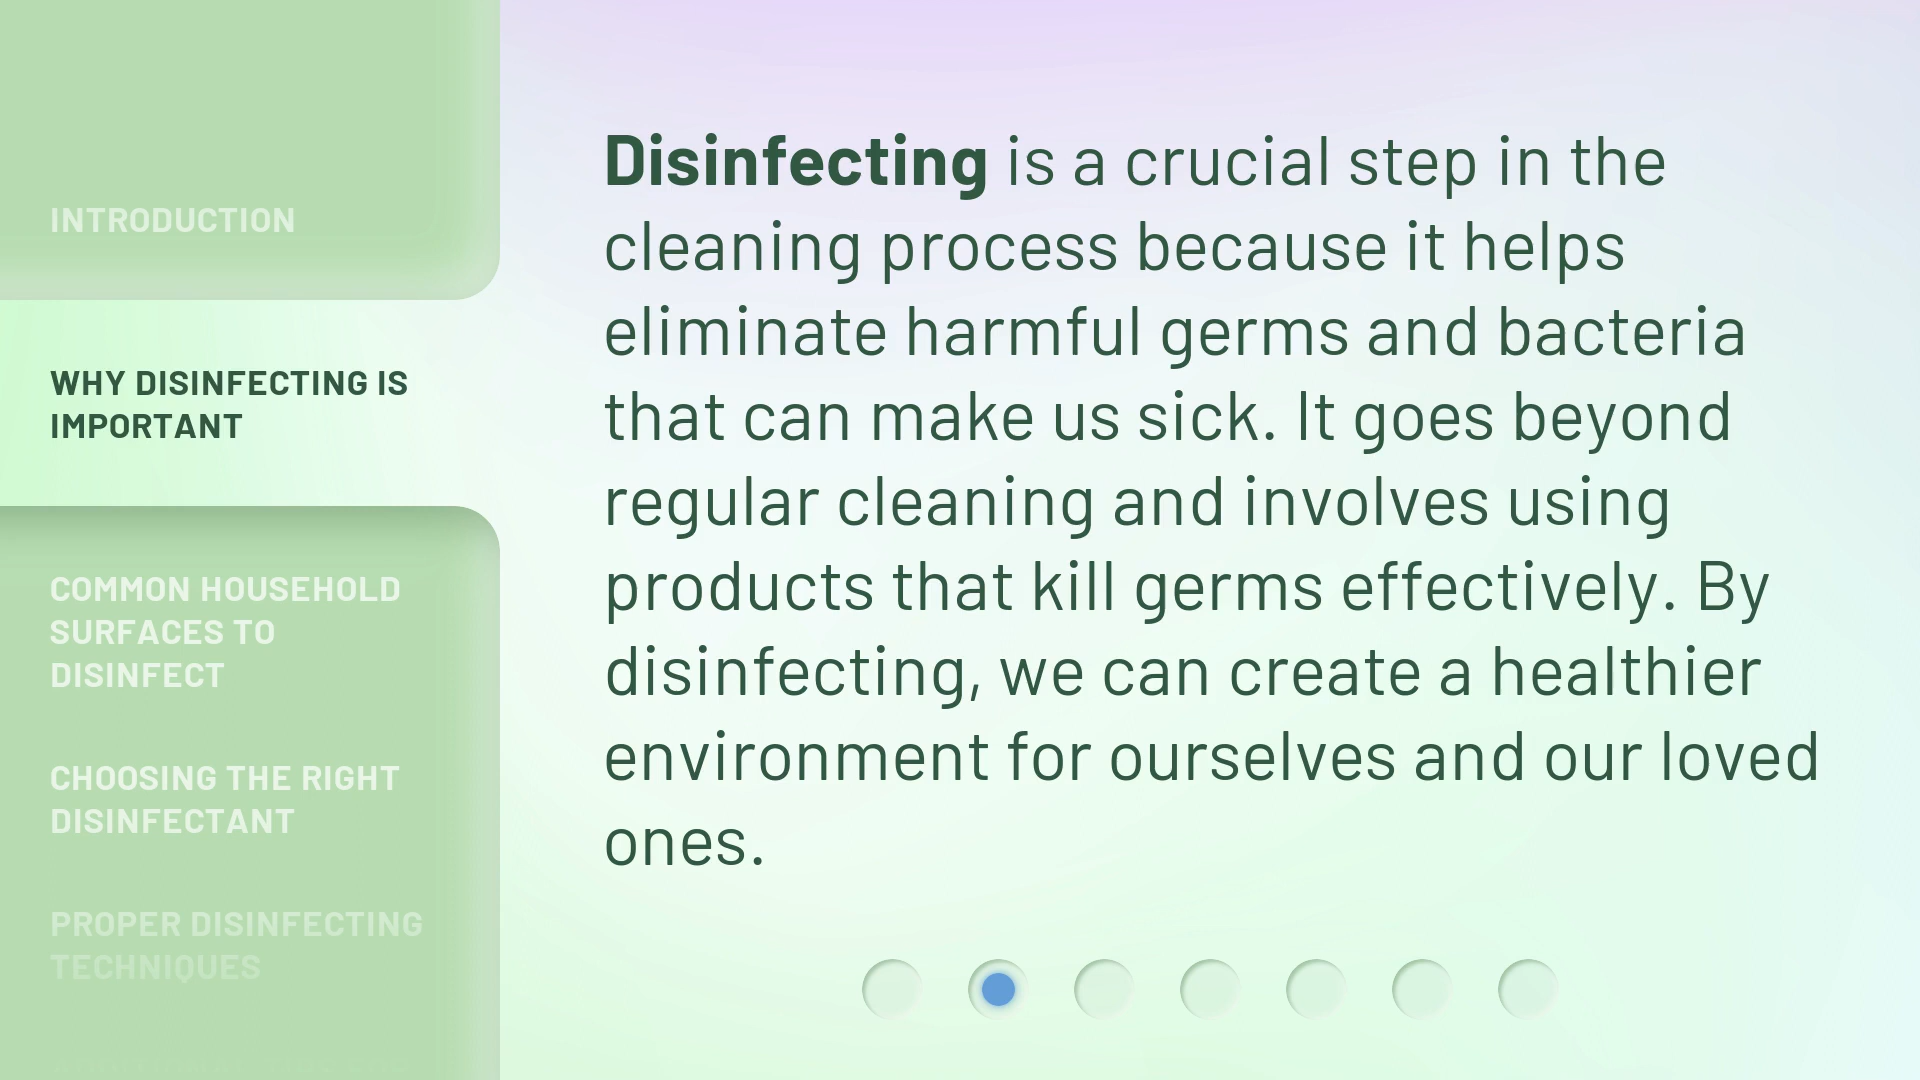 INTRODUCTION
WHY DISINFECTING IS
IMPORTANT
COMMON HOUSEHOLD
SURFACES TO
DISINFECT
CHOOSING THE RIGHT
DISINFECTANT
PROPER DISINFECTING
TECHNIQUES
Disinfecting is a crucial step in the
cleaning process because it helps
eliminate harmful germs and bacteria
that can make us sick. It goes beyond
regular cleaning and involves using
products that kill germs effectively. By
disinfecting, we can create a healthier
environment for ourselves and our loved
ones.